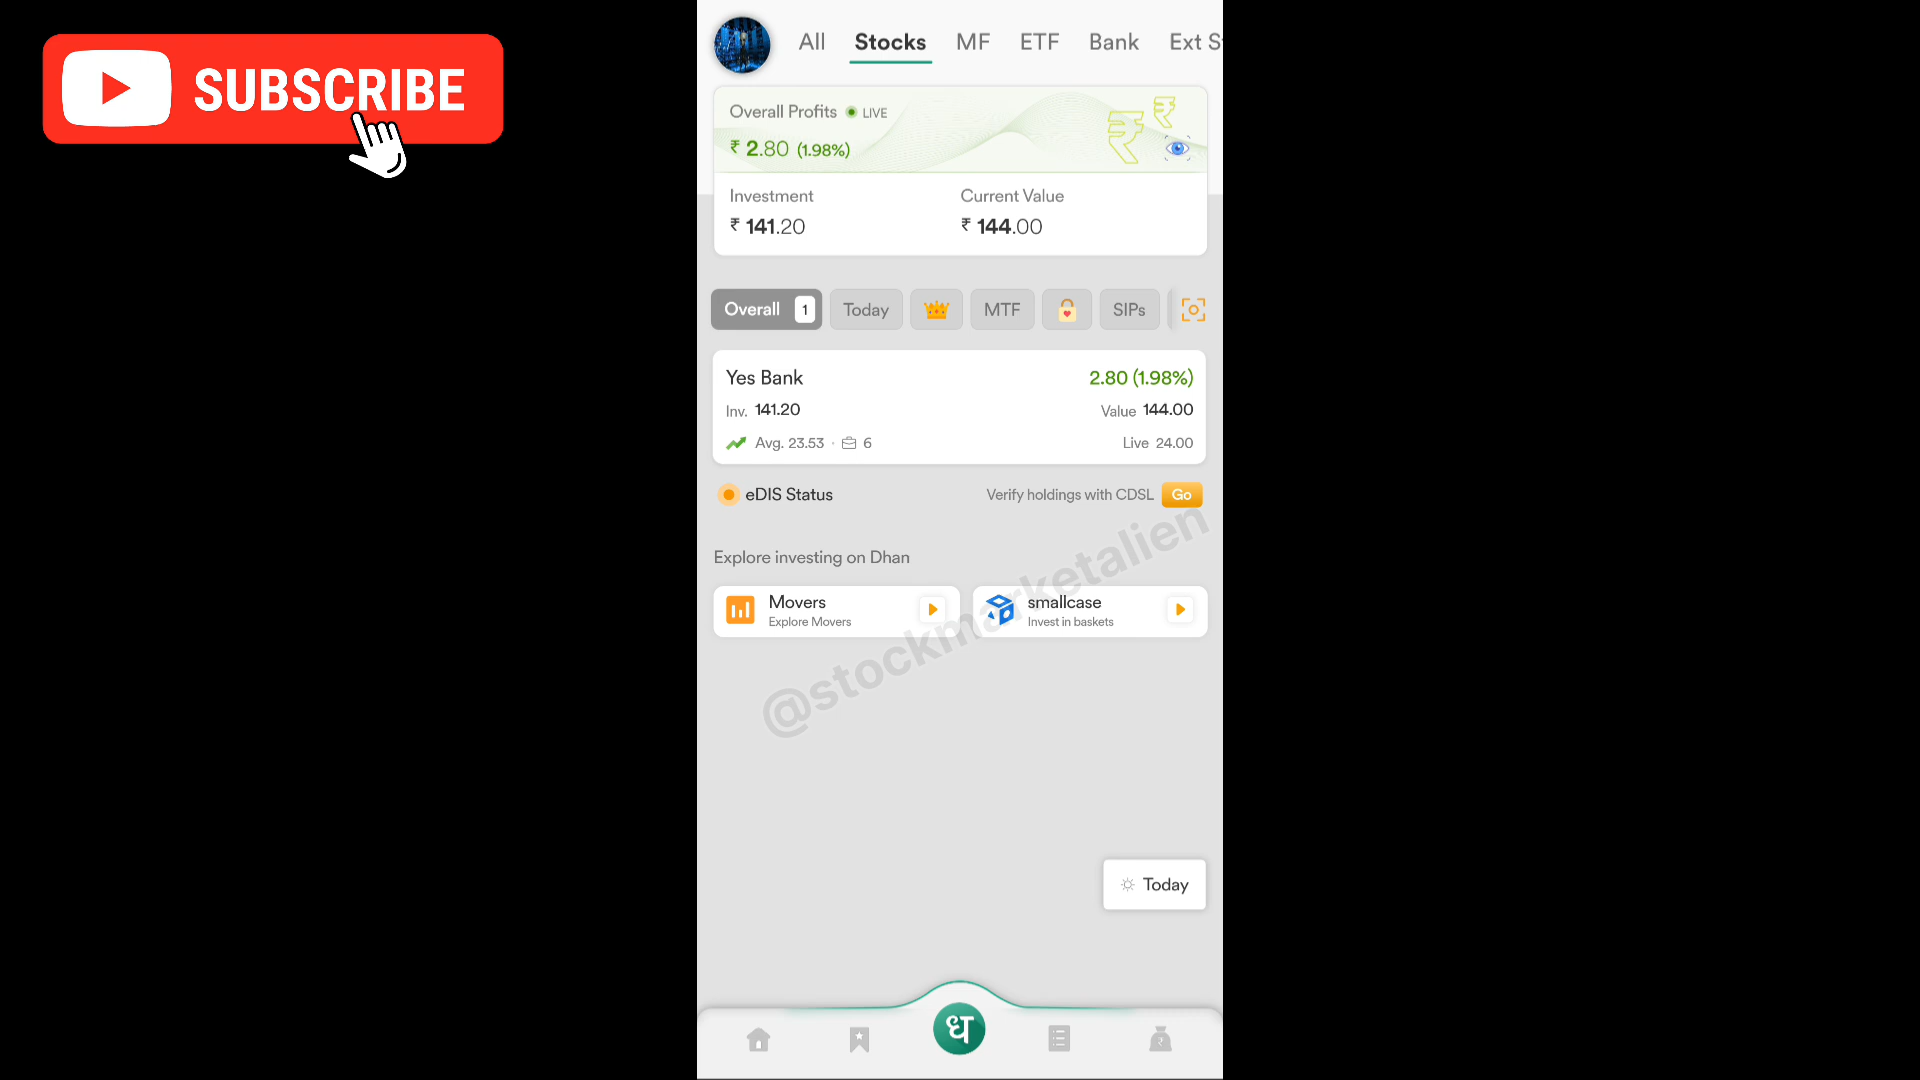 SUBSCRIBE
All Stocks MF ETF Bank Ext S
Overall Profits LIVE
₹ 2.80 (1.98%)
Investment Current Value
₹ 141.20 ₹ 144.00
Overall 1 Today MTF SIPs
Yes Bank 2.80 (1.98%)
Inv. 141.20 Value 144.00
Avg. 23.53 · 6 Live 24.00
eDIS Status Verify holdings with CDSL Go
Explore investing on Dhan
Movers smallcase
Explore Movers Invest in baskets
@stockmarketalien
Today
ध